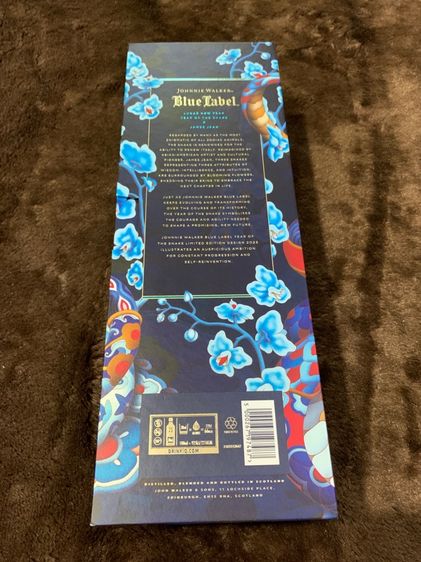 JOHNNIE WALKER
Blue Label
LUNAR NEW YEAR
YEAR OF THE SNAKE
X
JAMES JEAN
REGARDED BY MANY AS THE MOST
ENIGMATIC OF ALL ZODIAC ANIMALS,
THE SNAKE IS RENOWNED FOR THE
ABILITY TO RENEW ITSELF. REIMAGINED BY
ASIAN-AMERICAN ARTIST AND CULTURAL
PIONEER, JAMES JEAN, THREE SNAKES
REPRESENTING THREE ATTRIBUTES OF
WISDOM, INTELLIGENCE, AND INTUITION,
ARE SURROUNDED BY BLOOMING FLOWERS
SHEDDING THEIR SKINS TO EMBRACE THE
NEXT CHAPTER IN LIFE.
JUST AS JOHNNIE WALKER BLUE LABEL
KEEPS EVOLVING AND TRANSFORMING
OVER THE COURSE OF ITS HISTORY,
THE YEAR OF THE SNAKE SYMBOLISES
THE COURAGE AND AGILITY NEEDED
TO SHAPE A PROMISING, NEW FUTURE.
JOHNNIE WALKER BLUE LABEL YEAR OF
THE SNAKE LIMITED EDITION DESIGN 2025
ILLUSTRATES AN AUSPICIOUS AMBITION
FOR CONSTANT PROGRESSION AND
SELF-REINVENTION.
DRINKiQ.COM
DISTILLED, BLENDED AND BOTTLED IN SCOTLAND
JOHN WALKER & SONS, 11 LOCHSIDE PLACE,
EDINBURGH, EH12 9HA, SCOTLAND